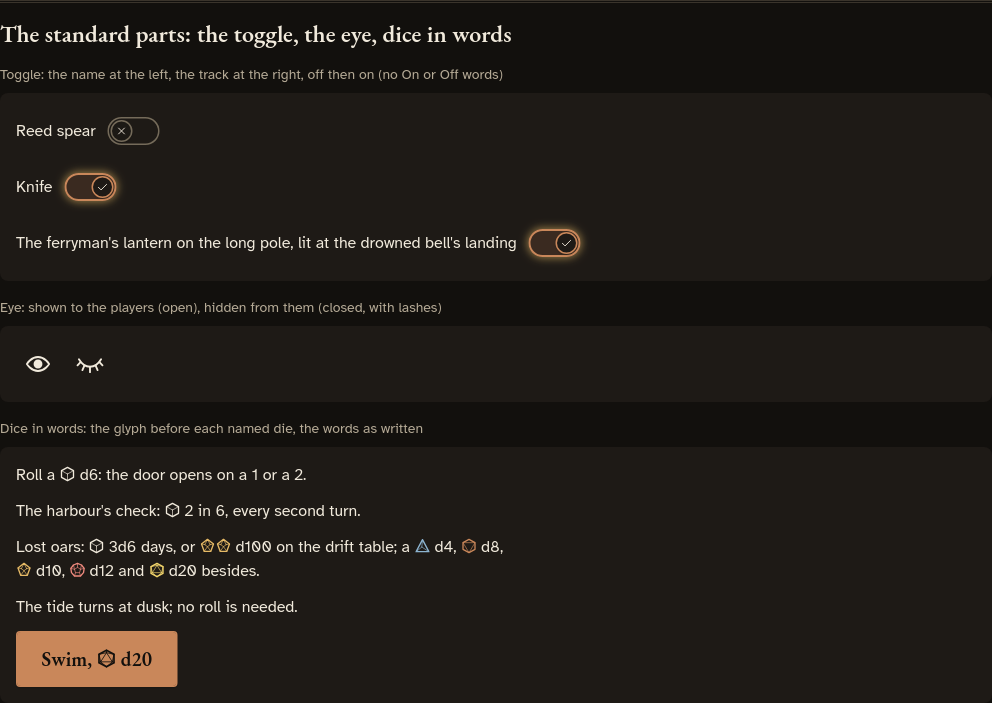 The standard parts: the toggle, the eye, dice in words
Toggle: the name at the left, the track at the right, off then on (no On or Off words)
Reed spear
Knife
The ferryman's lantern on the long pole, lit at the drowned bell's landing
Eye: shown to the players (open), hidden from them (closed, with lashes)
Dice in words: the glyph before each named die, the words as written
Roll a d6: the door opens on a 1 or a 2.
The harbour's check: 2 in 6, every second turn.
Lost oars: 3d6 days, or d100 on the drift table; a d4, d8,
d10, d12 and d20 besides.
The tide turns at dusk; no roll is needed.
Swim, d20